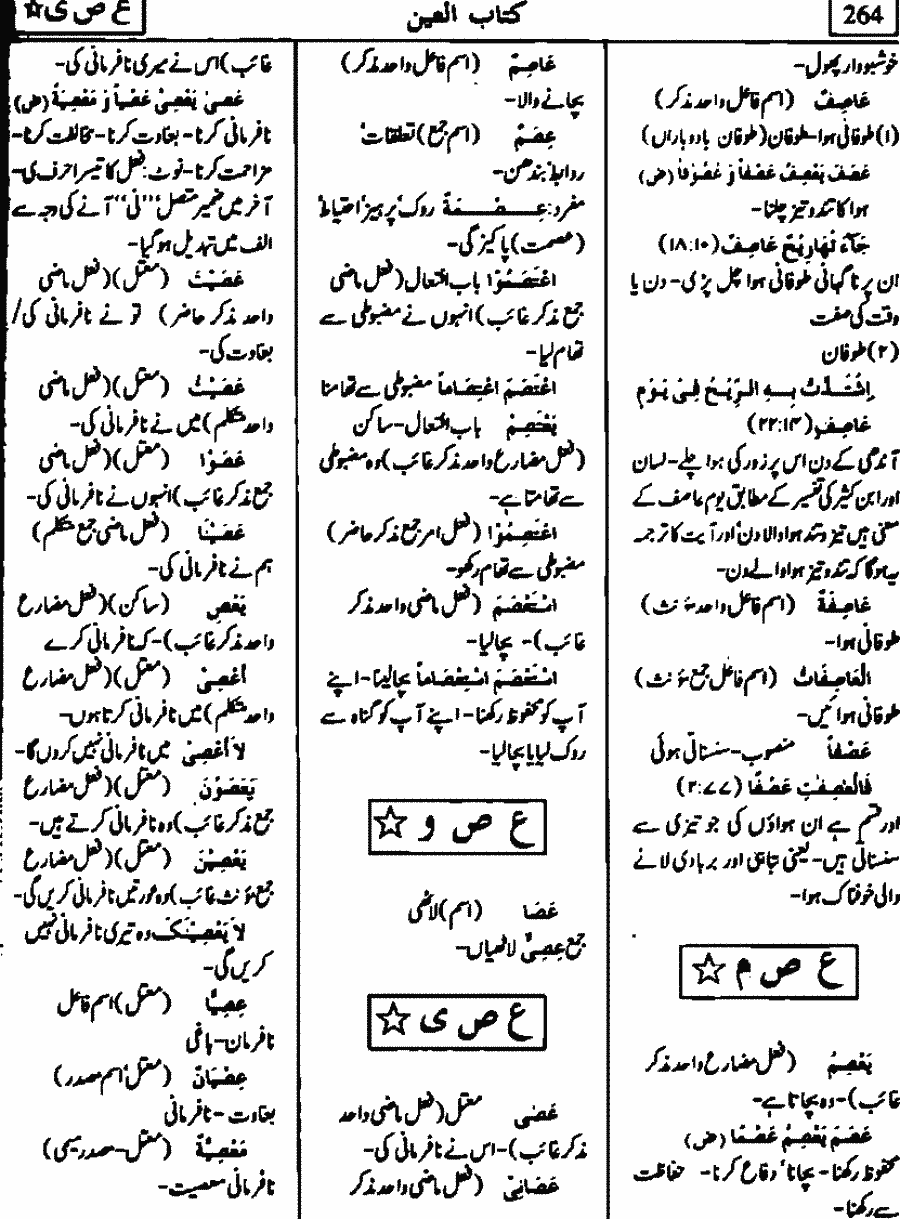 264
كتاب العين
ع ص ی☆
خوشبودار پھول-
عَاصِفٌ (اسم فاعل واحد مذکر)
(۱) طوفانی ہوا-طوفان (طوفان بادوباراں)
عَصَفَ يَعْصِفُ عَصْفاً وَ عُصُوْفاً (ض)
ہوا کا تند و تیز چلنا-
جَآءَ تْهَا رِيْحٌ عَاصِفٌ (۱۸:۱۰)
ان پر ناگہانی طوفانی ہوا چل پڑی-دن یا
وقت کی صفت
(۲) طوفان
اِشْتَدَّتْ بِهِ الرِّيْحُ فِىْ يَوْمٍ
عَاصِفٍ (۲۲:۱۴)
آندھی کے دن اس پر زور کی ہوا چلے-لسان
اور ابن کثیر کی تفسیر کے مطابق یوم عاصف کے
معنی ہیں تیز و تند ہوا والا دن' اور آیت کا ترجمہ
یہ ہوگا کہ تند و تیز ہوا والے دن-
عَاصِفَةٌ (اسم فاعل واحد مؤنث)
طوفانی ہوا-
اَلْعَاصِفَاتُ (اسم فاعل جمع مؤنث)
طوفانی ہوائیں-
عَصْفاً منصوب-سنسناتی ہوئی
فَالْعٰصِفٰتِ عَصْفًا (۲:۷۷)
اور قسم ہے ان ہواؤں کی جو تیزی سے
سنسناتی ہیں-یعنی تباہی اور بربادی لانے
والی خوفناک ہوا-
ع ص م ☆
يَعْصِمُ (فعل مضارع واحد مذکر
غائب)-وہ بچاتا ہے-
عَصَمَ يَعْصِمُ عَصْمًا (ض)
محفوظ رکھنا-بچانا' دفاع کرنا- حفاظت
سے رکھنا-
عَاصِمٌ (اسم فاعل واحد مذکر)
بچانے والا-
عِصَمٌ (اسم جمع) تعلقات'
روابط' بندھن-
مفرد: عِصْمَةٌ روک' پرہیز' احتیاط
(عصمت) پاکیزگی-
اعْتَصَمُوْا باب افتعال (فعل ماضی
جمع مذکر غائب) انہوں نے مضبوطی سے
تھام لیا-
اعْتَصَمَ اعْتِصَاماً مضبوطی سے تھامنا
يَعْتَصِمْ باب افتعال-ساکن
(فعل مضارع واحد مذکر غائب) وہ مضبوطی
سے تھامتا ہے-
اعْتَصِمُوْا (فعل امر جمع مذکر حاضر)
مضبوطی سے تھام رکھو-
اسْتَعْصَمَ (فعل ماضی واحد مذکر
غائب)-بچا لیا-
اسْتَعْصَمَ اسْتِعْصَاماً بچا لینا-اپنے
آپ کو محفوظ رکھنا-اپنے آپ کو گناہ سے
روک لیا یا بچا لیا-
ع ص و ☆
عَصَا (اسم) لاٹھی
جمع عِصِىٌّ لاٹھیاں-
ع ص ی ☆
عَصٰى معتل (فعل ماضی واحد
مذکر غائب)-اس نے نافرمانی کی-
عَصَانِىْ (فعل ماضی واحد مذکر
غائب) اس نے میری نافرمانی کی-
عَصىٰ يَعْصِىْ عَصْياً وَ مَعْصِيَةً (ض)
نافرمانی کرنا-بغاوت کرنا-مخالفت کرنا-
مزاحمت کرنا-نوٹ: فعل کا تیسرا حرف ی-
آخر میں ضمیر متصل "نی" آنے کی وجہ سے
الف میں تبدیل ہوگیا-
عَصَيْتَ (معتل) (فعل ماضی
واحد مذکر حاضر) تو نے نافرمانی کی/
بغاوت کی-
عَصَيْتُ (معتل) (فعل ماضی
واحد متکلم) میں نے نافرمانی کی-
عَصَوْا (معتل) (فعل ماضی
جمع مذکر غائب) انہوں نے نافرمانی کی-
عَصَيْنَا (فعل ماضی جمع متکلم)
ہم نے نافرمانی کی-
يَعْصِ (ساکن) (فعل مضارع
واحد مذکر غائب)-کہ نافرمانی کرے
اَعْصِىْ (معتل) (فعل مضارع
واحد متکلم) میں نافرمانی کرتا ہوں-
لَا اَعْصِىْ میں نافرمانی نہیں کروں گا-
يَعْصُوْنَ (معتل) (فعل مضارع
جمع مذکر غائب) وہ نافرمانی کرتے ہیں-
يَعْصِيْنَ (معتل) (فعل مضارع
جمع مؤنث غائب) وہ عورتیں نافرمانی کریں گی-
لَا يَعْصِيْنَكَ وہ تیری نافرمانی نہیں
کریں گی-
عَصِيًّا (معتل) اسم فاعل
نافرمان-باغی
عِصْيَانٌ (معتل' اسم مصدر)
بغاوت-نافرمانی
مَعْصِيَةٌ (معتل-مصدر میمی)
نافرمانی' معصیت-